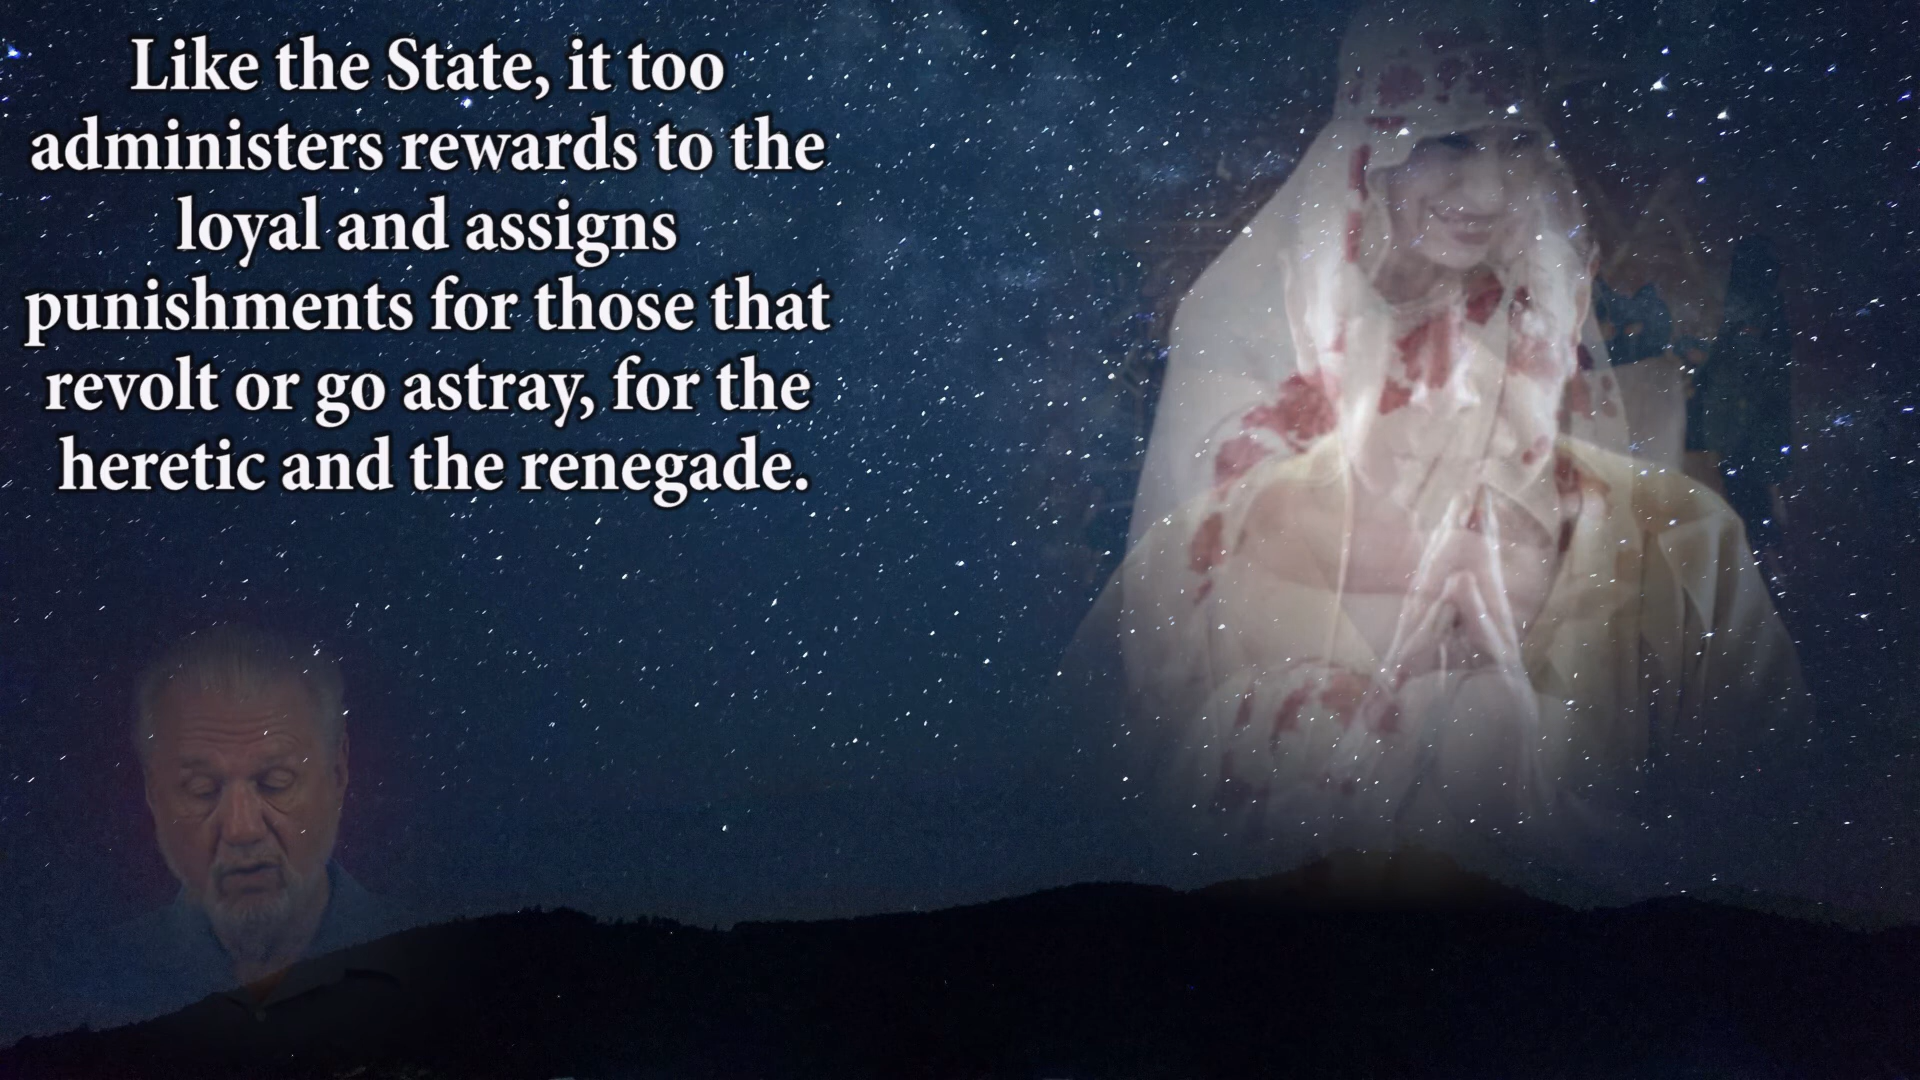 Like the State, it too
administers rewards to the
loyal and assigns
punishments for those that
revolt or go astray, for the
heretic and the renegade.